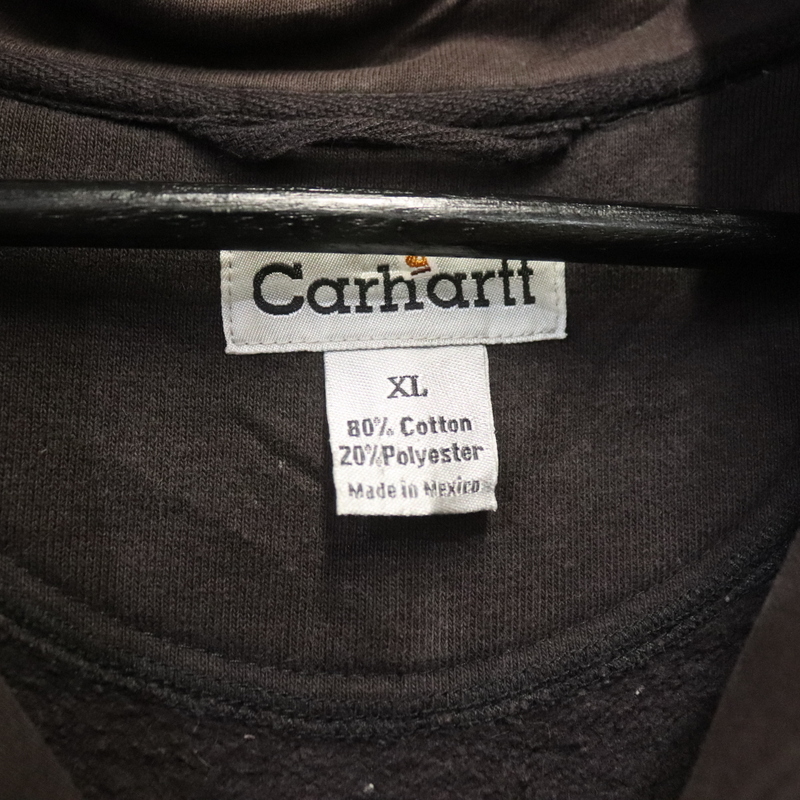 Carhartt
XL
80% Cotton
20% Polyester
Made in Mexico